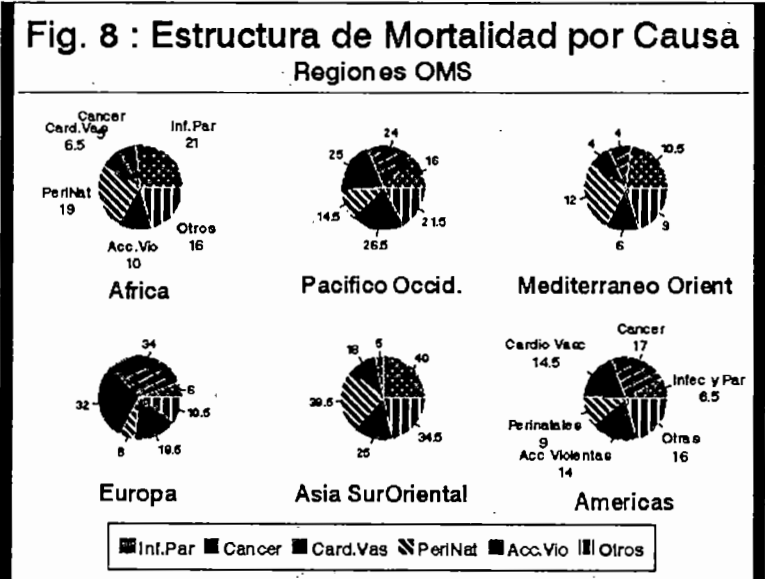 Fig. 8 : Estructura de Mortalidad por Causa
Regiones OMS
Cancer
5
Card.Vas
6.5
Inf.Par
21
PeriNat
19
Otros
16
Acc.Vio
10
Africa
24
25
16
14.5
21.5
26.5
Pacifico Occid.
4
4
10.5
12
9
6
Mediterraneo Orient
34
6
32
19.5
8
Europa
5
18
40
39.5
34.5
25
Asia SurOriental
Cancer
17
Cardio Vasc
14.5
Infec y Par
6.5
Perinatales
9
Otras
16
Acc Violentas
14
Americas
Inf.Par Cancer Card.Vas PeriNat Acc.Vio Otros